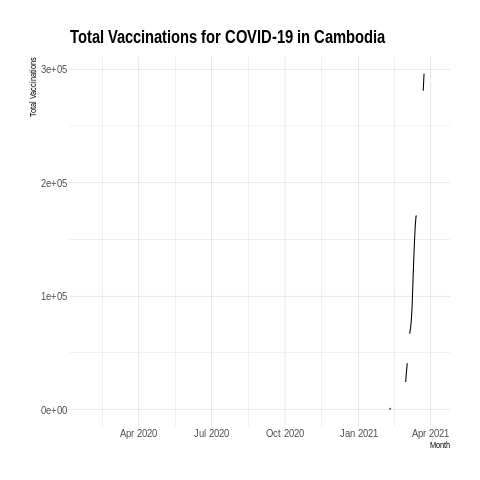 Total Vaccinations for COVID-19 in Cambodia
Total Vaccinations
3e+05
2e+05
1e+05
0e+00
Apr 2020
Jul 2020
Oct 2020
Jan 2021
Apr 2021
Month